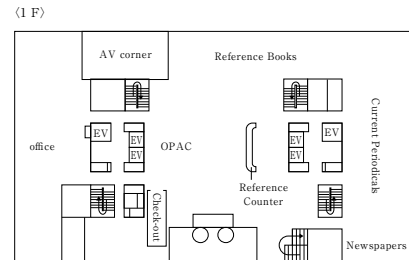 〈1 F〉
AV corner
Reference Books
office
EV
EV
EV
OPAC
EV
EV
EV
Current Periodicals
Reference
Counter
Check-out
Newspapers